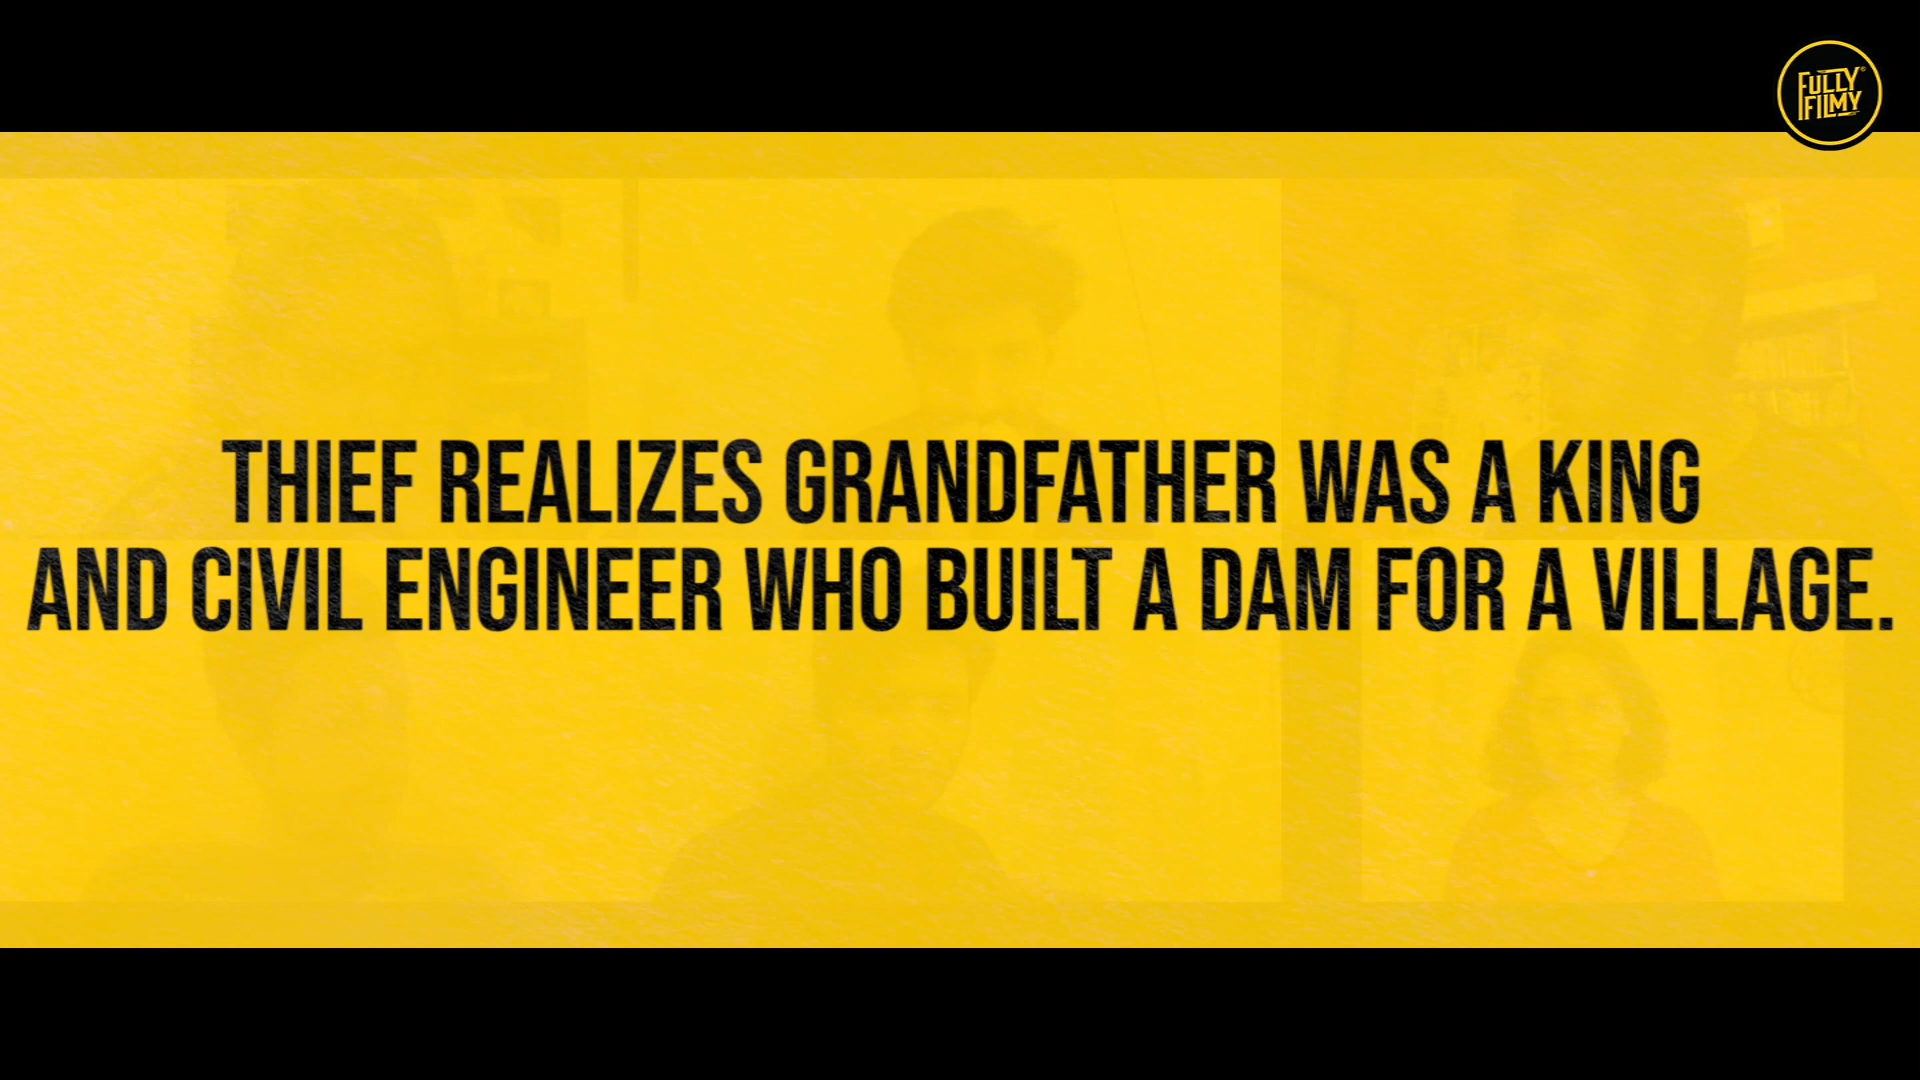 FULLY
FILMY
THIEF REALIZES GRANDFATHER WAS A KING
AND CIVIL ENGINEER WHO BUILT A DAM FOR A VILLAGE.